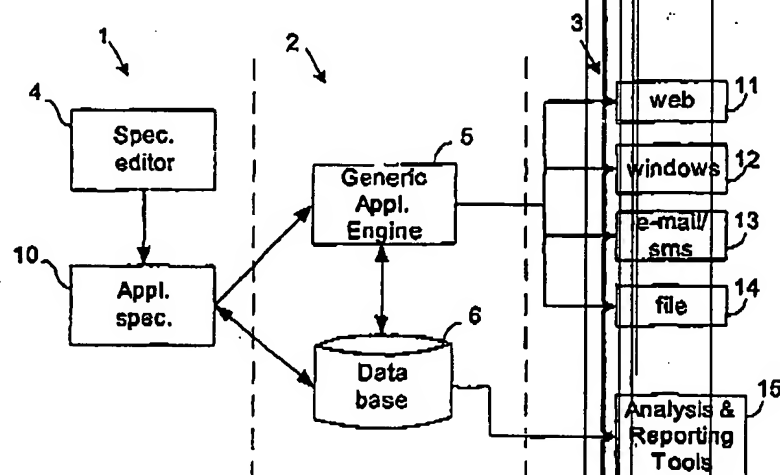 1
2
3
4
Spec.
editor
10
Appl.
spec.
5
Generic
Appl.
Engine
6
Data
base
web
11
windows
12
e-mail/
sms
13
file
14
Analysis &
Reporting
Tools
15